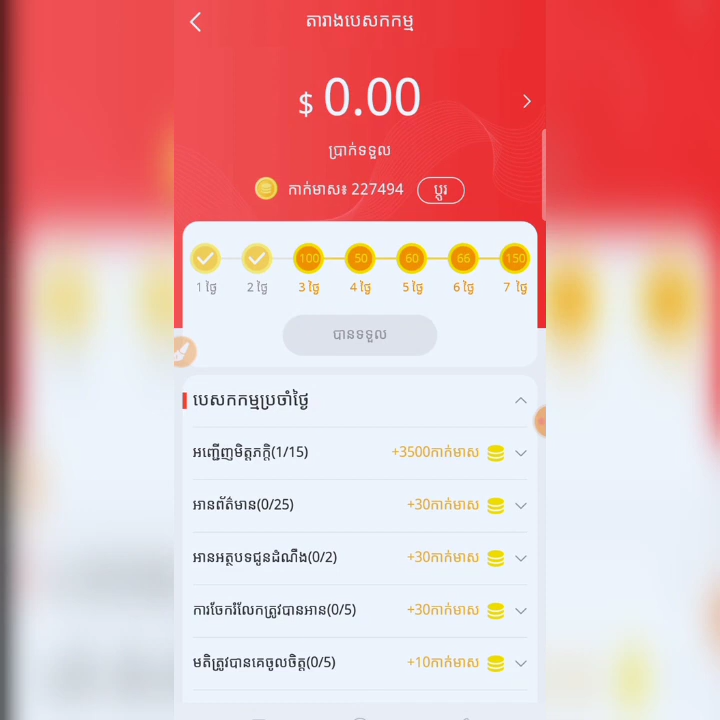 តារាងបេសកកម្ម
$ 0.00
ប្រាក់ទទួល
កាក់មាស៖ 227494 ប្ដូរ
100 50 60 66 150
1 ថ្ងៃ 2 ថ្ងៃ 3 ថ្ងៃ 4 ថ្ងៃ 5 ថ្ងៃ 6 ថ្ងៃ 7 ថ្ងៃ
បានទទួល
បេសកកម្មប្រចាំថ្ងៃ
អញ្ជើញមិត្តភក្តិ(1/15) +3500កាក់មាស
អានព័ត៌មាន(0/25) +30កាក់មាស
អានអត្ថបទជូនដំណឹង(0/2) +30កាក់មាស
ការចែករំលែកត្រូវបានអាន(0/5) +30កាក់មាស
មតិត្រូវបានគេចូលចិត្ត(0/5) +10កាក់មាស